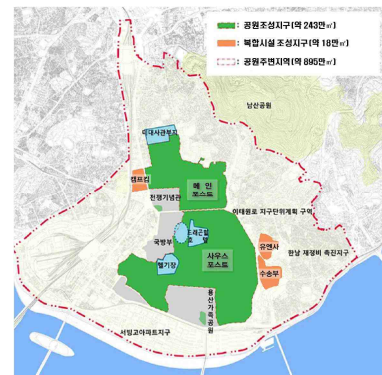 : 공원조성지구(약 243만㎡)
: 복합시설 조성지구(약 18만㎡)
: 공원주변지역(약 895만㎡)
남산공원
대사관부지
캠프킴
메 인
포스트
전쟁기념관
이태원로 지구단위계획 구역
드래곤힐
호 텔
국방부
유엔사
사우스
포스트
한남 재정비 촉진지구
헬기장
수송부
용산가족공원
서빙고아파트지구